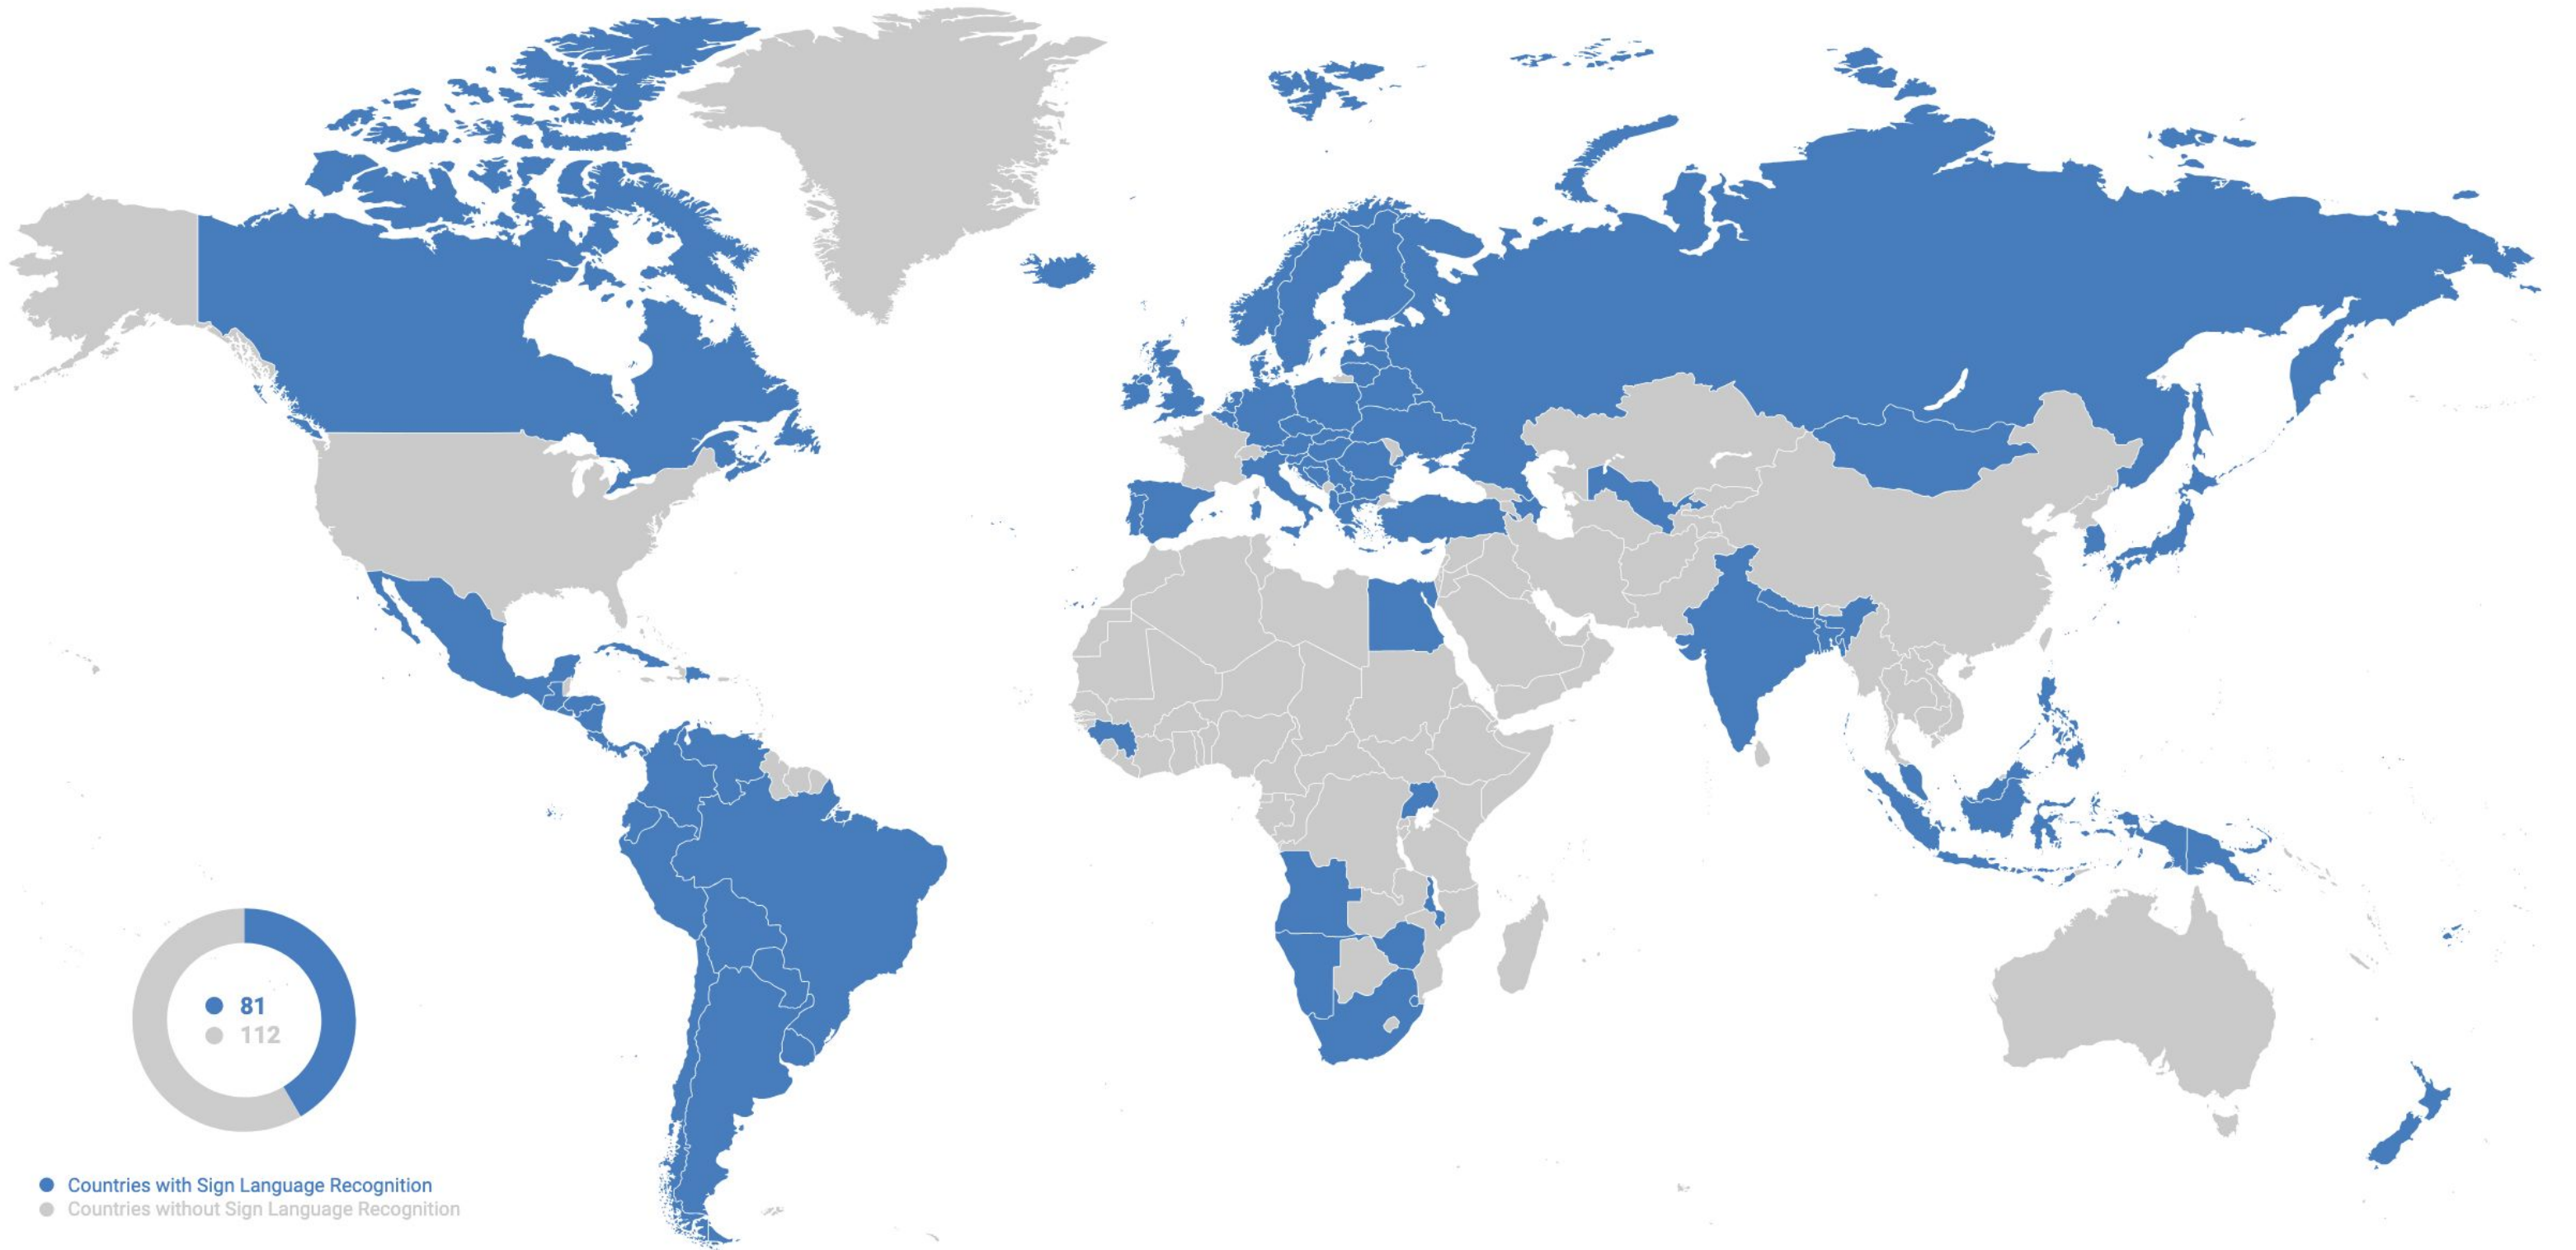 81
112
Countries with Sign Language Recognition
Countries without Sign Language Recognition